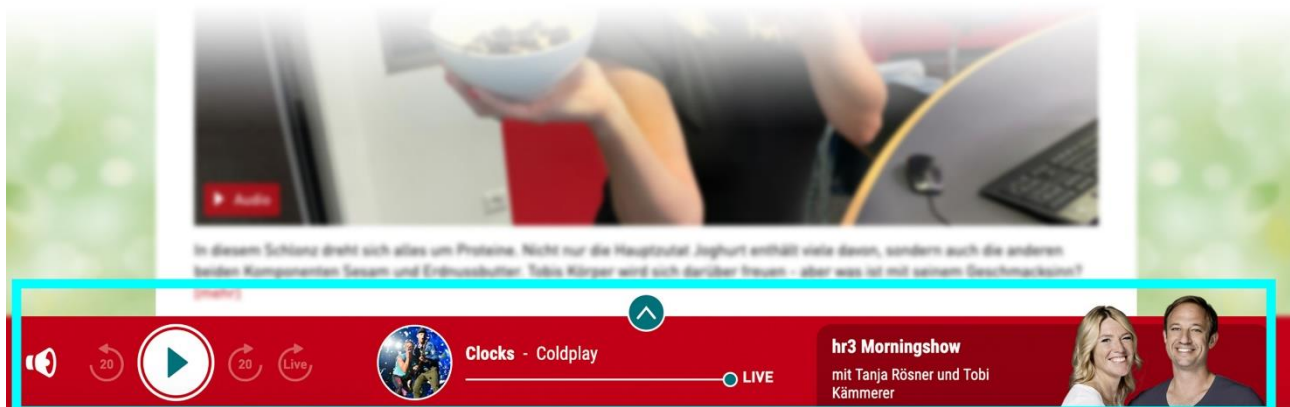 Audio
In diesem Schlonz dreht sich alles um Proteine. Nicht nur die Hauptzutat Joghurt enthält viele davon, sondern auch die anderen
beiden Komponenten Sesam und Erdnussbutter. Tobis Körper wird sich darüber freuen - aber was ist mit seinem Geschmackssinn?
(mehr)
20
20
Live
Clocks - Coldplay
LIVE
hr3 Morningshow
mit Tanja Rösner und Tobi
Kämmerer